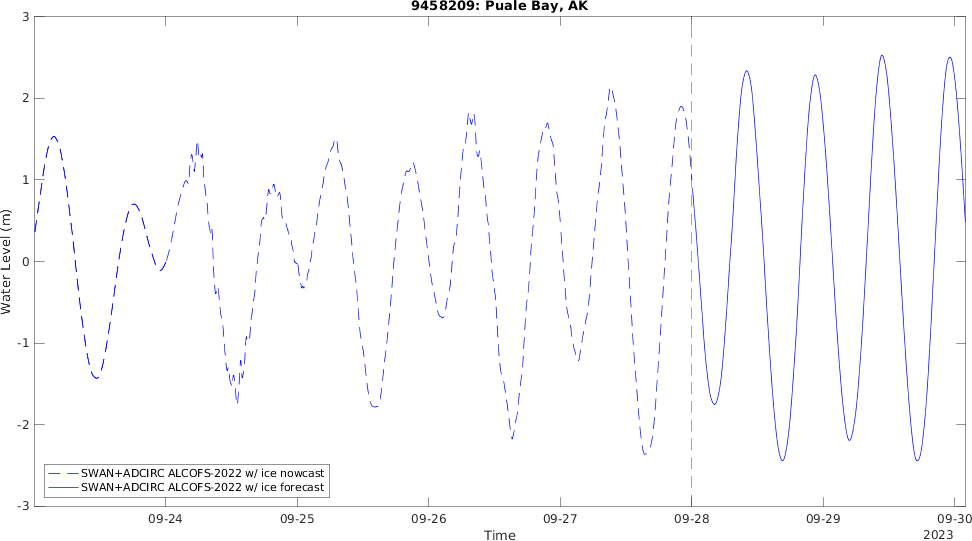 9458209: Puale Bay, AK
3
2
1
0
-1
-2
-3
Water Level (m)
SWAN+ADCIRC ALCOFS-2022 w/ ice nowcast
SWAN+ADCIRC ALCOFS-2022 w/ ice forecast
09-24 09-25 09-26 09-27 09-28 09-29 09-30
Time 2023